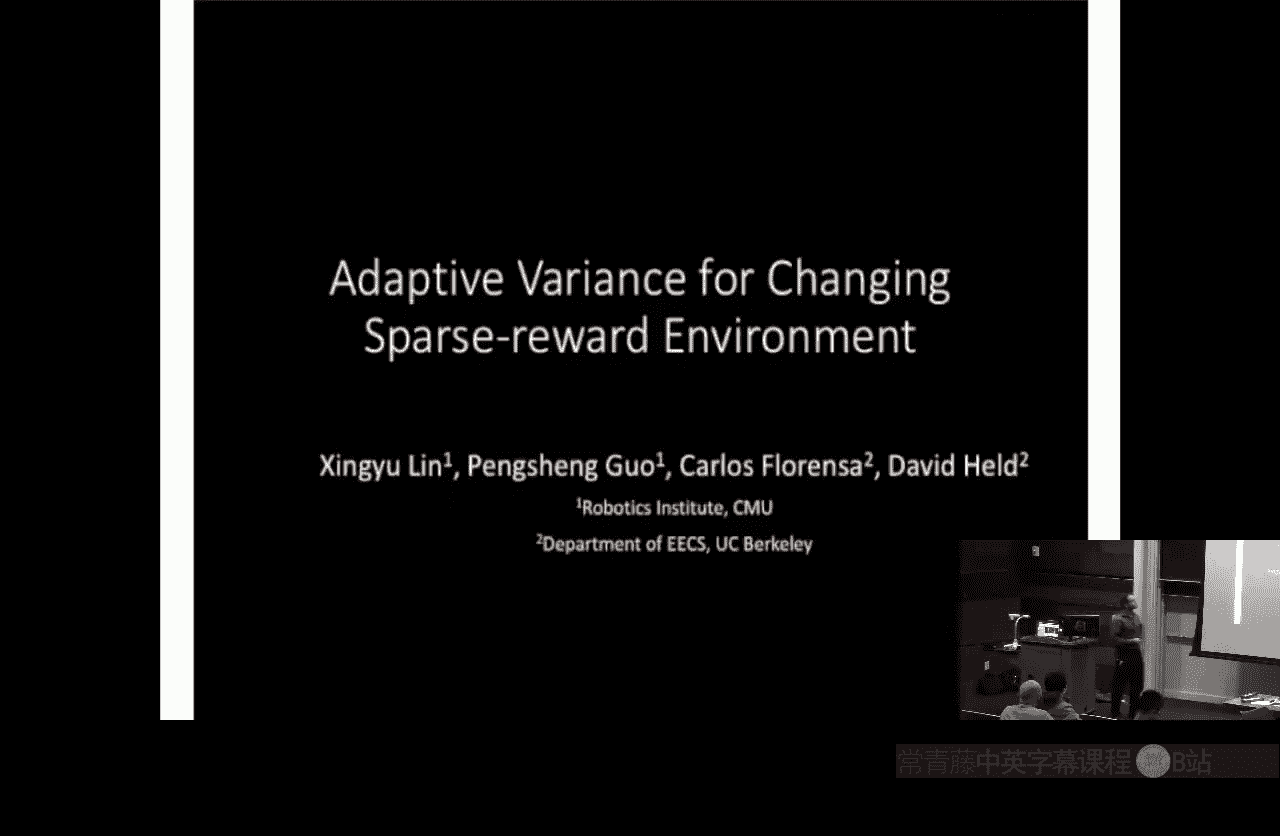 Adaptive Variance for Changing
Sparse-reward Environment
Xingyu Lin¹, Pengsheng Guo¹, Carlos Florensa², David Held²
¹Robotics Institute, CMU
²Department of EECS, UC Berkeley
常青藤中英字幕课程 B站